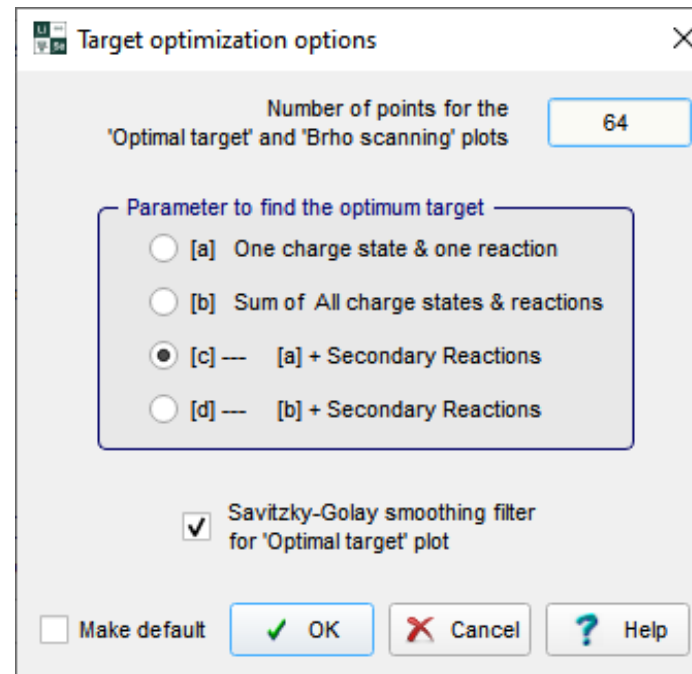 Target optimization options
Number of points for the
'Optimal target' and 'Brho scanning' plots
64
Parameter to find the optimum target
[a] One charge state & one reaction
[b] Sum of All charge states & reactions
[c] --- [a] + Secondary Reactions
[d] --- [b] + Secondary Reactions
Savitzky-Golay smoothing filter
for 'Optimal target' plot
Make default
OK
Cancel
? Help